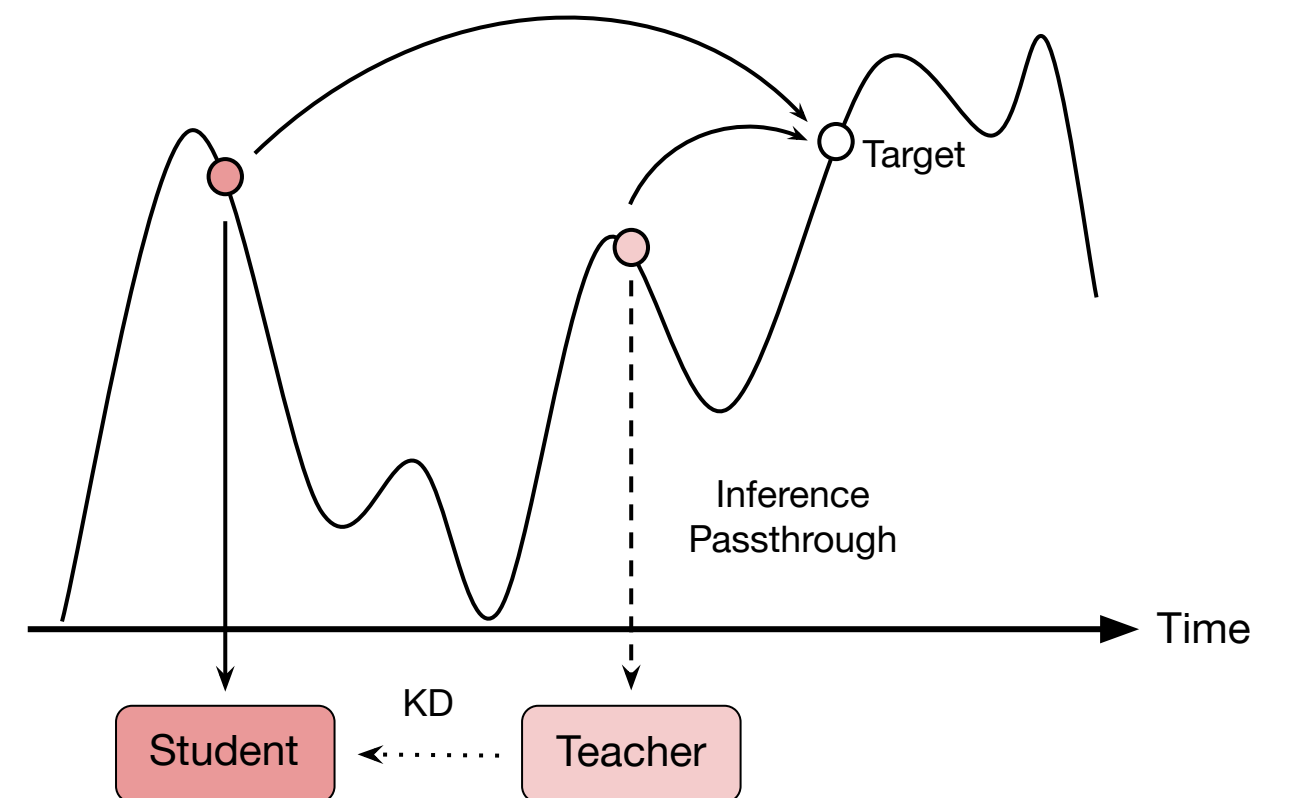 Target
Inference
Passthrough
Time
KD
Student
Teacher